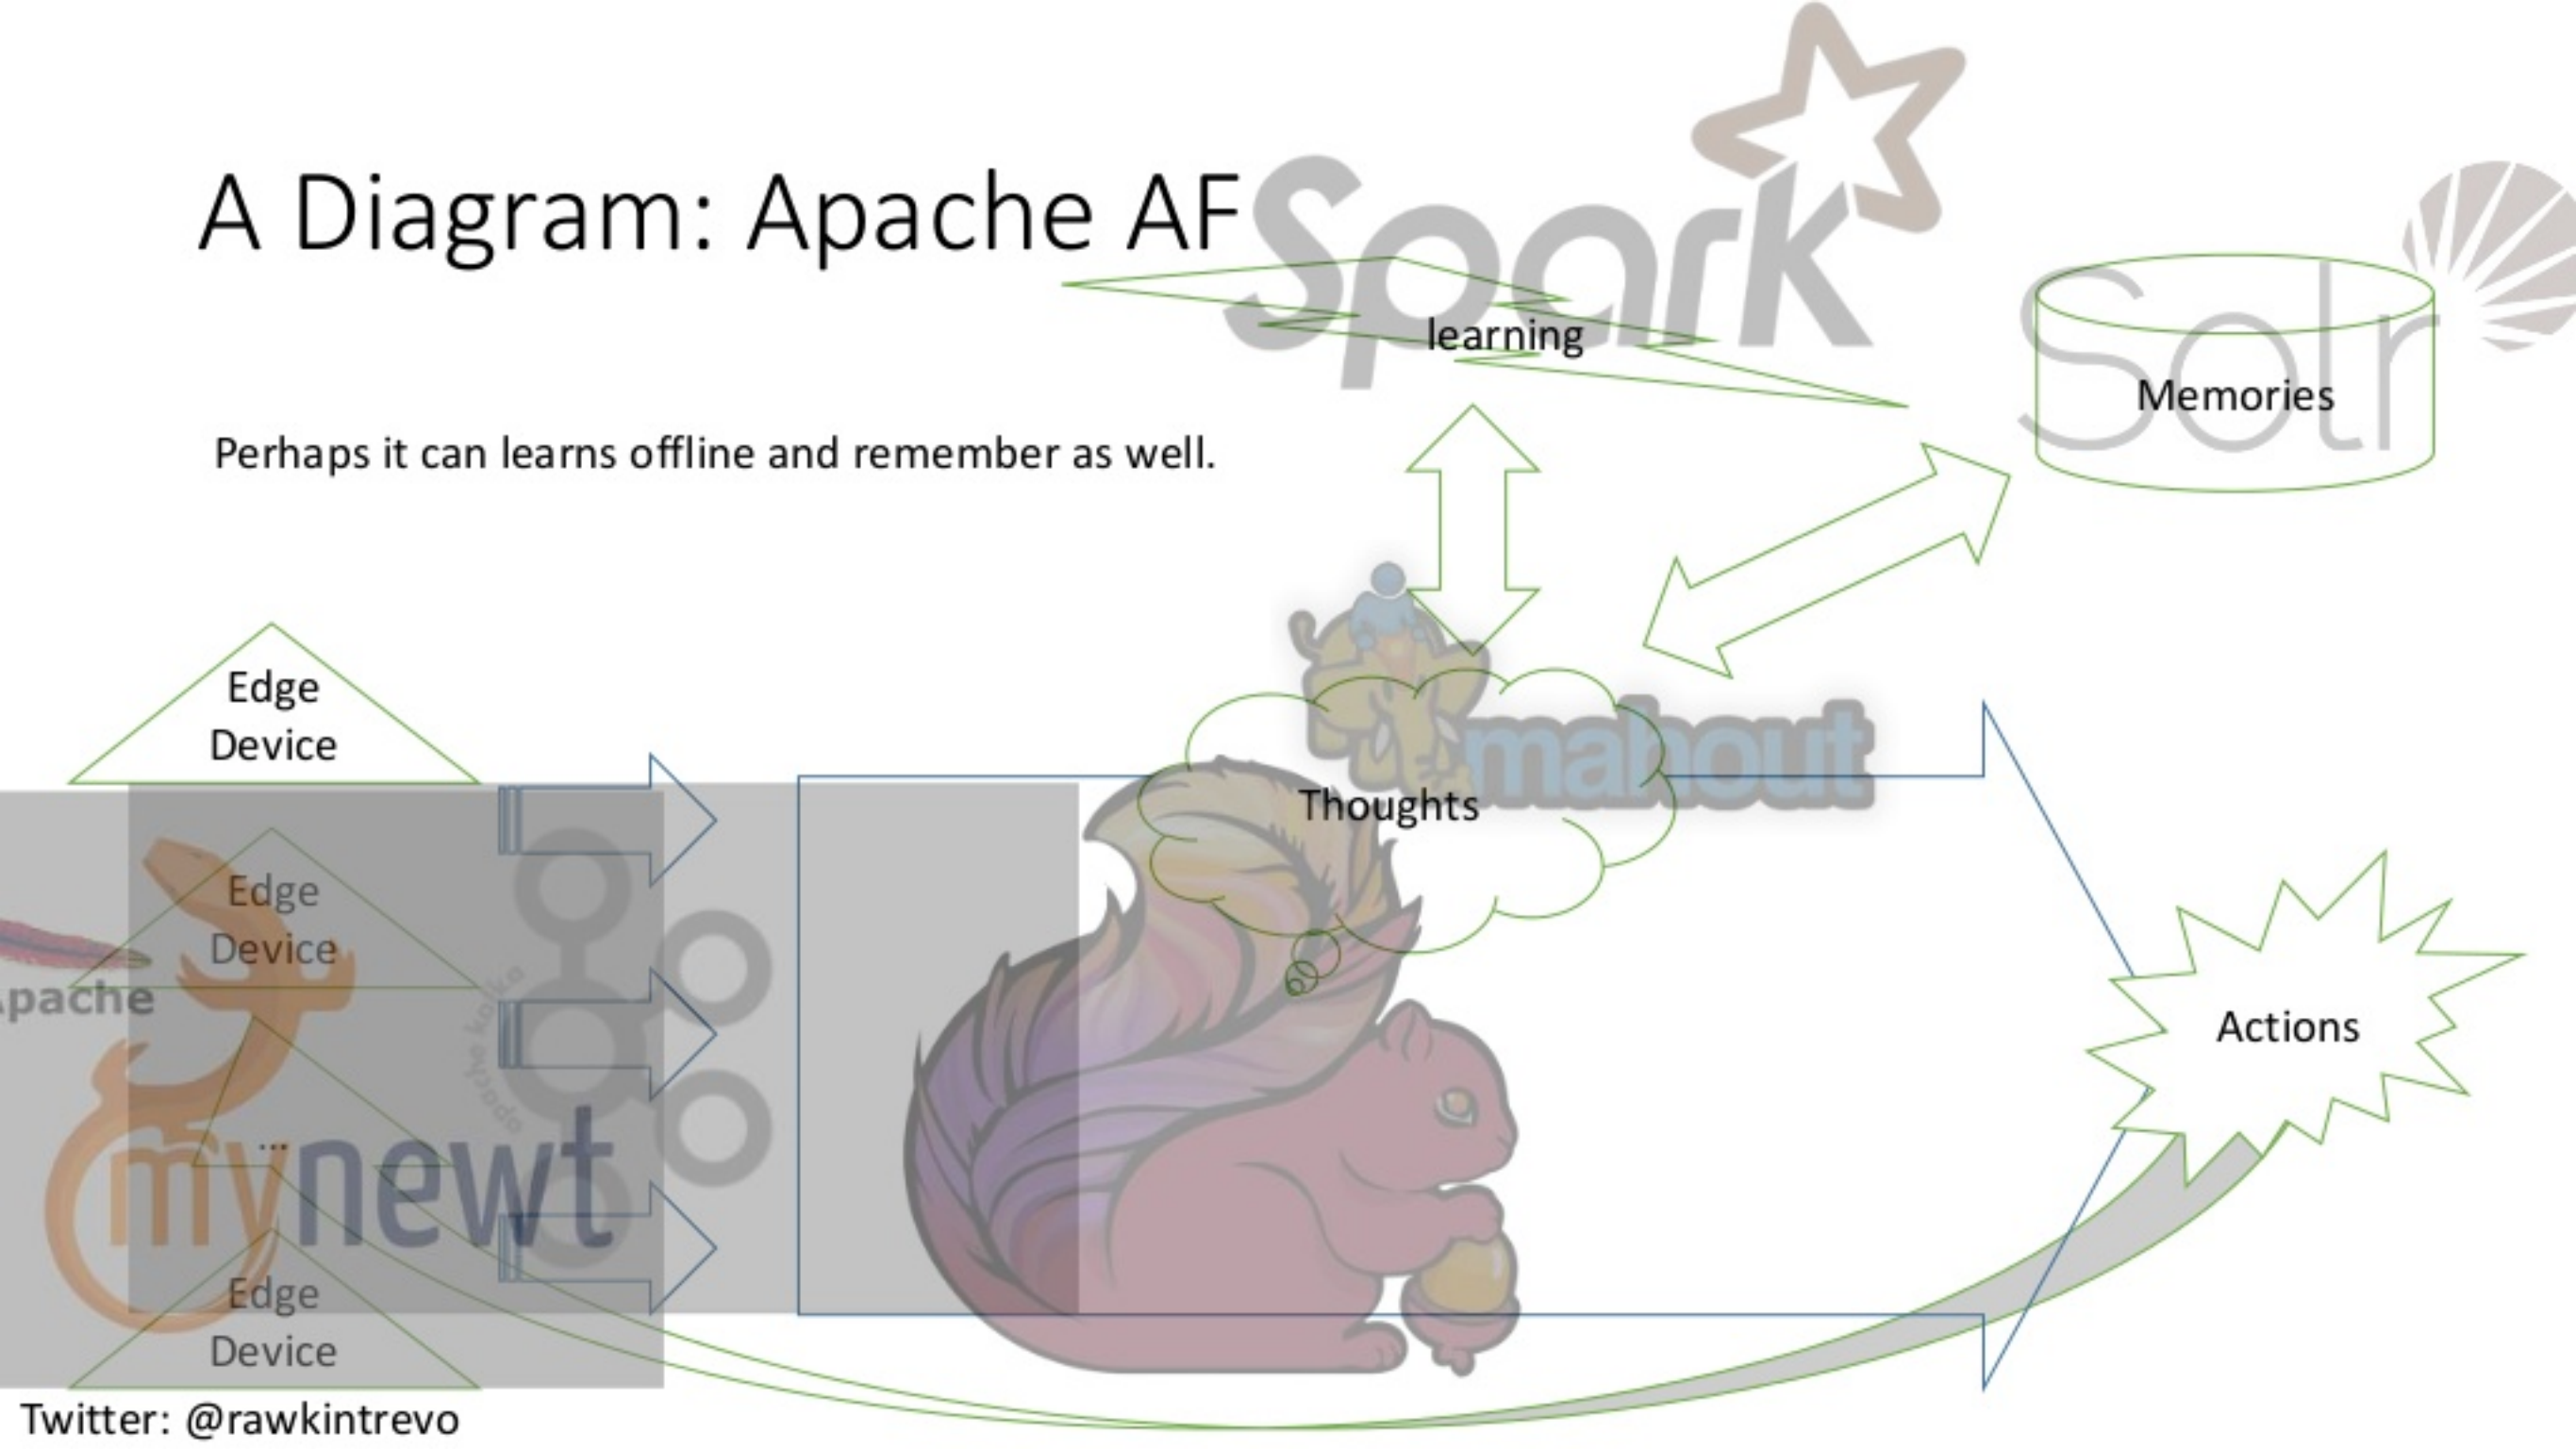 A Diagram: Apache AF
Spark
learning
Solr
Memories
Perhaps it can learns offline and remember as well.
Edge
Device
mahout
Thoughts
Edge
Device
Apache
apache kafka
Actions
...
mynewt
Edge
Device
Twitter: @rawkintrevo